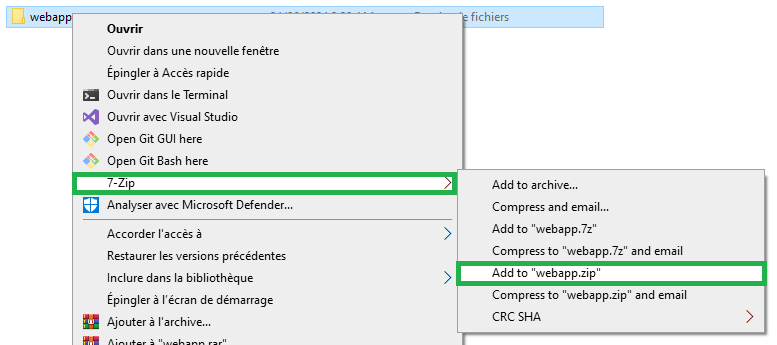 webapp
de fichiers
Ouvrir
Ouvrir dans une nouvelle fenêtre
Épingler à Accès rapide
Ouvrir dans le Terminal
Ouvrir avec Visual Studio
Open Git GUI here
Open Git Bash here
7-Zip
Analyser avec Microsoft Defender...
Accorder l'accès à
Restaurer les versions précédentes
Inclure dans la bibliothèque
Épingler à l'écran de démarrage
Ajouter à l'archive...
Ajouter à "webapp.rar"
Add to archive...
Compress and email...
Add to "webapp.7z"
Compress to "webapp.7z" and email
Add to "webapp.zip"
Compress to "webapp.zip" and email
CRC SHA